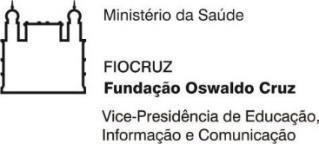 Ministério da Saúde
FIOCRUZ
Fundação Oswaldo Cruz
Vice-Presidência de Educação,
Informação e Comunicação